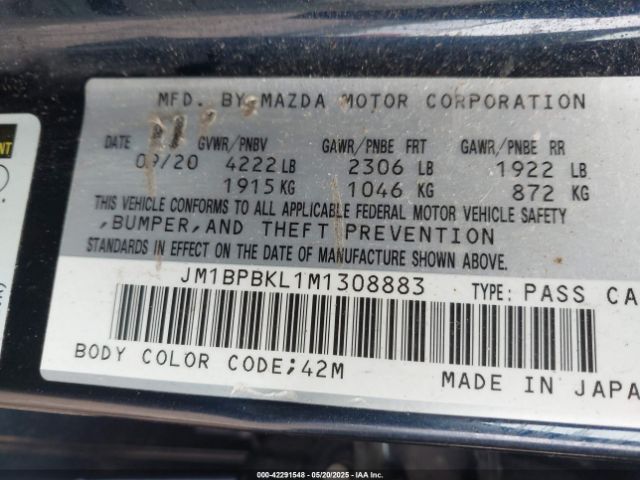 MFD. BY MAZDA MOTOR CORPORATION
DATE GVWR/PNBV GAWR/PNBE FRT GAWR/PNBE RR
09/20 4222 LB 2306 LB 1922 LB
1915 KG 1046 KG 872 KG
THIS VEHICLE CONFORMS TO ALL APPLICABLE FEDERAL MOTOR VEHICLE SAFETY
,BUMPER,AND THEFT PREVENTION
STANDARDS IN EFFECT ON THE DATE OF MANUFACTURE SHOWN ABOVE.
JM1BPBKL1M1308883 TYPE: PASS CA
BODY COLOR CODE;42M MADE IN JAPA
000-42291548 - 05/20/2025 - IAAI.COM